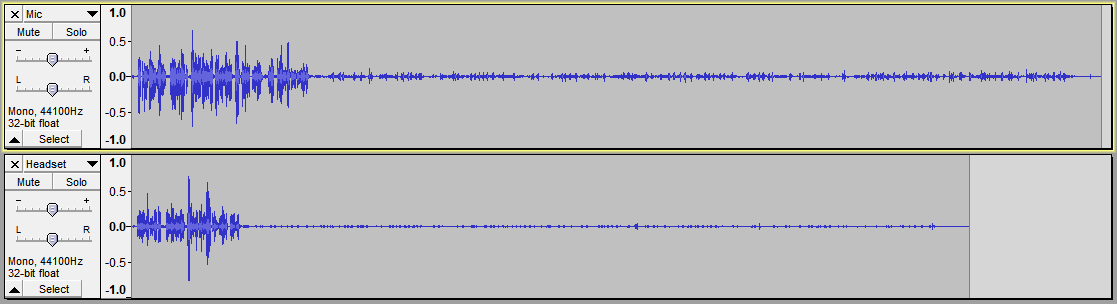 Mic
Mute Solo
- +
L R
Mono, 44100Hz
32-bit float
Select
1.0
0.5-
0.0-
-0.5-
-1.0
Headset
Mute Solo
- +
L R
Mono, 44100Hz
32-bit float
Select
1.0
0.5-
0.0-
-0.5-
-1.0